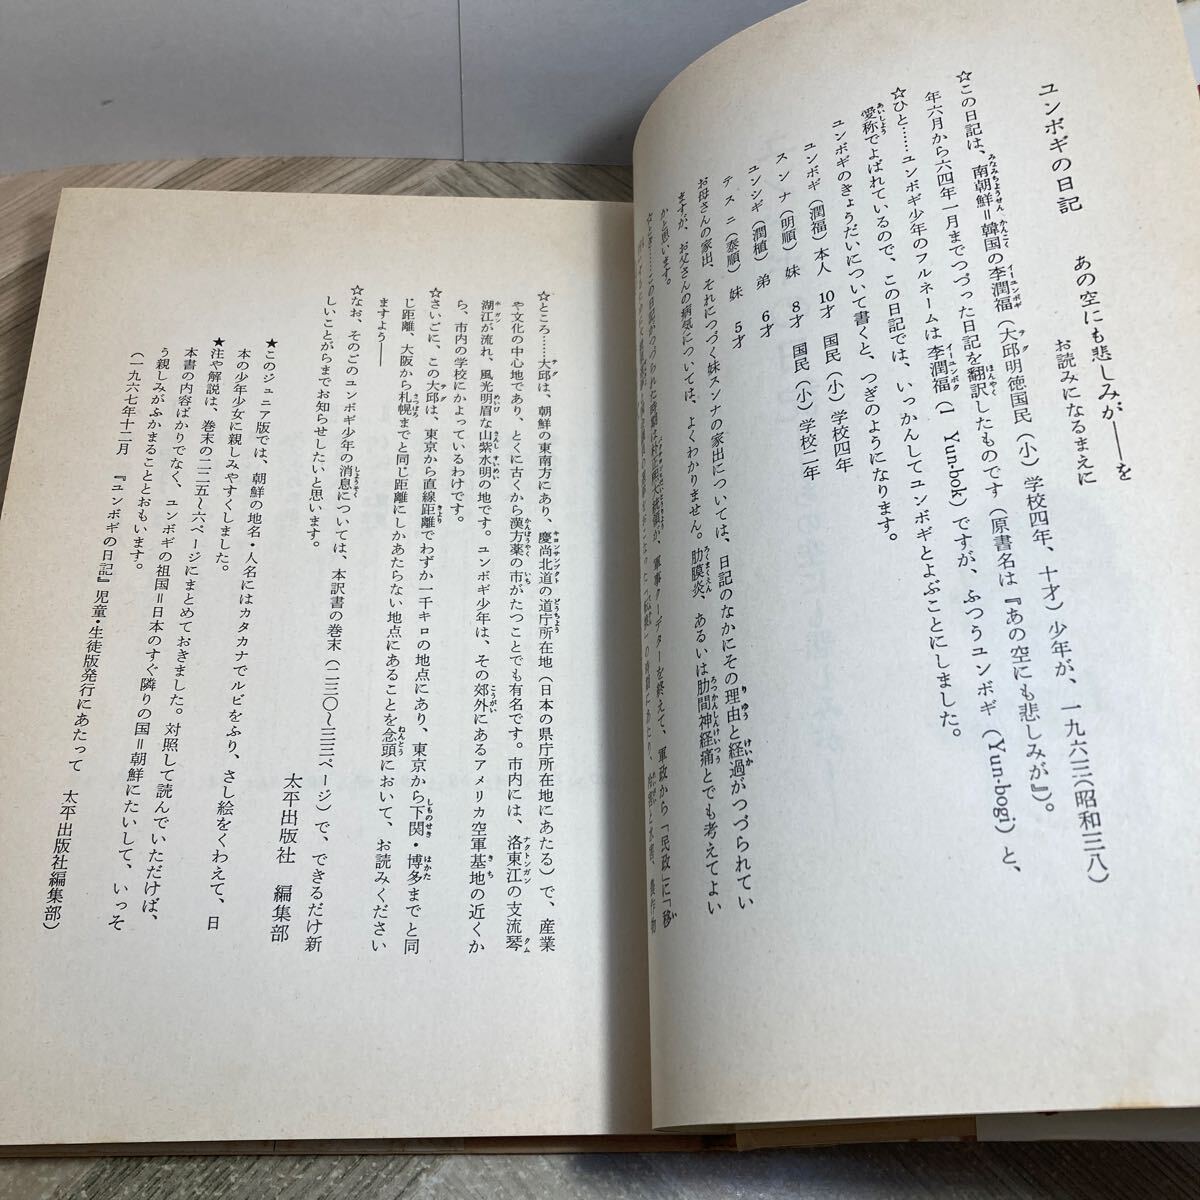 ユンボギの日記　あの空にも悲しみが――を
お読みになるまえに
☆この日記は、南朝鮮＝韓国の李潤福（大邱明徳国民（小）学校四年、十才）少年が、一九六三（昭和三八）
年六月から六四年一月までつづった日記を翻訳したものです（原書名は『あの空にも悲しみが』）。
☆ひと……ユンボギ少年のフルネームは李潤福（I Yun-bok）ですが、ふつうユンボギ（Yun-bogi）と、
愛称でよばれているので、この日記では、いっかんしてユンボギとよぶことにしました。
ユンボギのきょうだいについて書くと、つぎのようになります。
ユンボギ（潤福）本人　10才　国民（小）学校四年
スンナ（明順）　妹　8才　国民（小）学校二年
ユンシギ（潤植）　弟　6才
テスニ（泰順）　妹　5才
お母さんの家出、それにつづく妹スンナの家出については、日記のなかにその理由と経過がつづられてい
ますが、お父さんの病気については、よくわかりません。肋膜炎、あるいは肋間神経痛とでも考えてよい
かと思います。
☆とき……この日記がつづられた時期は朴正熙大統領が、軍事クーデターを終えて、軍政から「民政」に「移
☆ところ……大邱は、朝鮮の東南方にあり、慶尚北道の道庁所在地（日本の県庁所在地にあたる）で、産業
や文化の中心地であり、とくに古くから漢方薬の市がたつことでも有名です。市内には、洛東江の支流琴
湖江が流れ、風光明眉な山紫水明の地です。ユンボギ少年は、その郊外にあるアメリカ空軍基地の近くか
ら、市内の学校にかよっているわけです。
☆さいごに、この大邱は、東京から直線距離でわずか一千キロの地点にあり、東京から下関・博多までと同
じ距離、大阪から札幌までと同じ距離にしかあたらない地点にあることを念頭において、お読みください
ますよう――
☆なお、そのごのユンボギ少年の消息については、本訳書の巻末（二三〇～三三ページ）で、できるだけ新
しいことがらまでお知らせしたいと思います。
太平出版社　編集部
★このジュニア版では、朝鮮の地名・人名にはカタカナでルビをふり、さし絵をくわえて、日
本の少年少女に親しみやすくしました。
★注や解説は、巻末の二二五～六ページにまとめておきました。対照して読んでいただけば、
本書の内容ばかりでなく、ユンボギの祖国＝日本のすぐ隣りの国＝朝鮮にたいして、いっそ
う親しみがふかまることとおもいます。
（一九六七年十二月　『ユンボギの日記』児童・生徒版発行にあたって　太平出版社編集部）